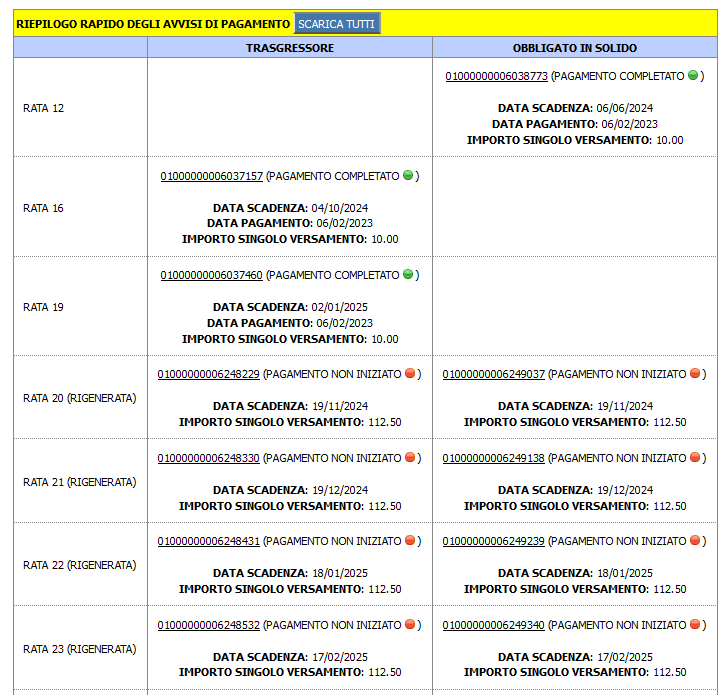 RIEPILOGO RAPIDO DEGLI AVVISI DI PAGAMENTO SCARICA TUTTI
TRASGRESSORE OBBLIGATO IN SOLIDO
RATA 12
01000000006038773 (PAGAMENTO COMPLETATO )
DATA SCADENZA: 06/06/2024
DATA PAGAMENTO: 06/02/2023
IMPORTO SINGOLO VERSAMENTO: 10.00
RATA 16
01000000006037157 (PAGAMENTO COMPLETATO )
DATA SCADENZA: 04/10/2024
DATA PAGAMENTO: 06/02/2023
IMPORTO SINGOLO VERSAMENTO: 10.00
RATA 19
01000000006037460 (PAGAMENTO COMPLETATO )
DATA SCADENZA: 02/01/2025
DATA PAGAMENTO: 06/02/2023
IMPORTO SINGOLO VERSAMENTO: 10.00
RATA 20 (RIGENERATA)
01000000006248229 (PAGAMENTO NON INIZIATO )
DATA SCADENZA: 19/11/2024
IMPORTO SINGOLO VERSAMENTO: 112.50
01000000006249037 (PAGAMENTO NON INIZIATO )
DATA SCADENZA: 19/11/2024
IMPORTO SINGOLO VERSAMENTO: 112.50
RATA 21 (RIGENERATA)
01000000006248330 (PAGAMENTO NON INIZIATO )
DATA SCADENZA: 19/12/2024
IMPORTO SINGOLO VERSAMENTO: 112.50
01000000006249138 (PAGAMENTO NON INIZIATO )
DATA SCADENZA: 19/12/2024
IMPORTO SINGOLO VERSAMENTO: 112.50
RATA 22 (RIGENERATA)
01000000006248431 (PAGAMENTO NON INIZIATO )
DATA SCADENZA: 18/01/2025
IMPORTO SINGOLO VERSAMENTO: 112.50
01000000006249239 (PAGAMENTO NON INIZIATO )
DATA SCADENZA: 18/01/2025
IMPORTO SINGOLO VERSAMENTO: 112.50
RATA 23 (RIGENERATA)
01000000006248532 (PAGAMENTO NON INIZIATO )
DATA SCADENZA: 17/02/2025
IMPORTO SINGOLO VERSAMENTO: 112.50
01000000006249340 (PAGAMENTO NON INIZIATO )
DATA SCADENZA: 17/02/2025
IMPORTO SINGOLO VERSAMENTO: 112.50